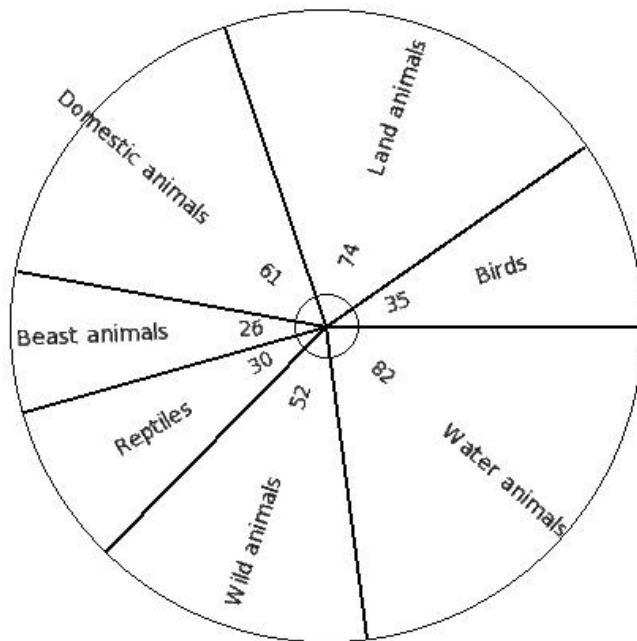 Land animals
74
Domestic animals
61
Birds
35
Beast animals
26
Reptiles
30
Wild animals
52
Water animals
82